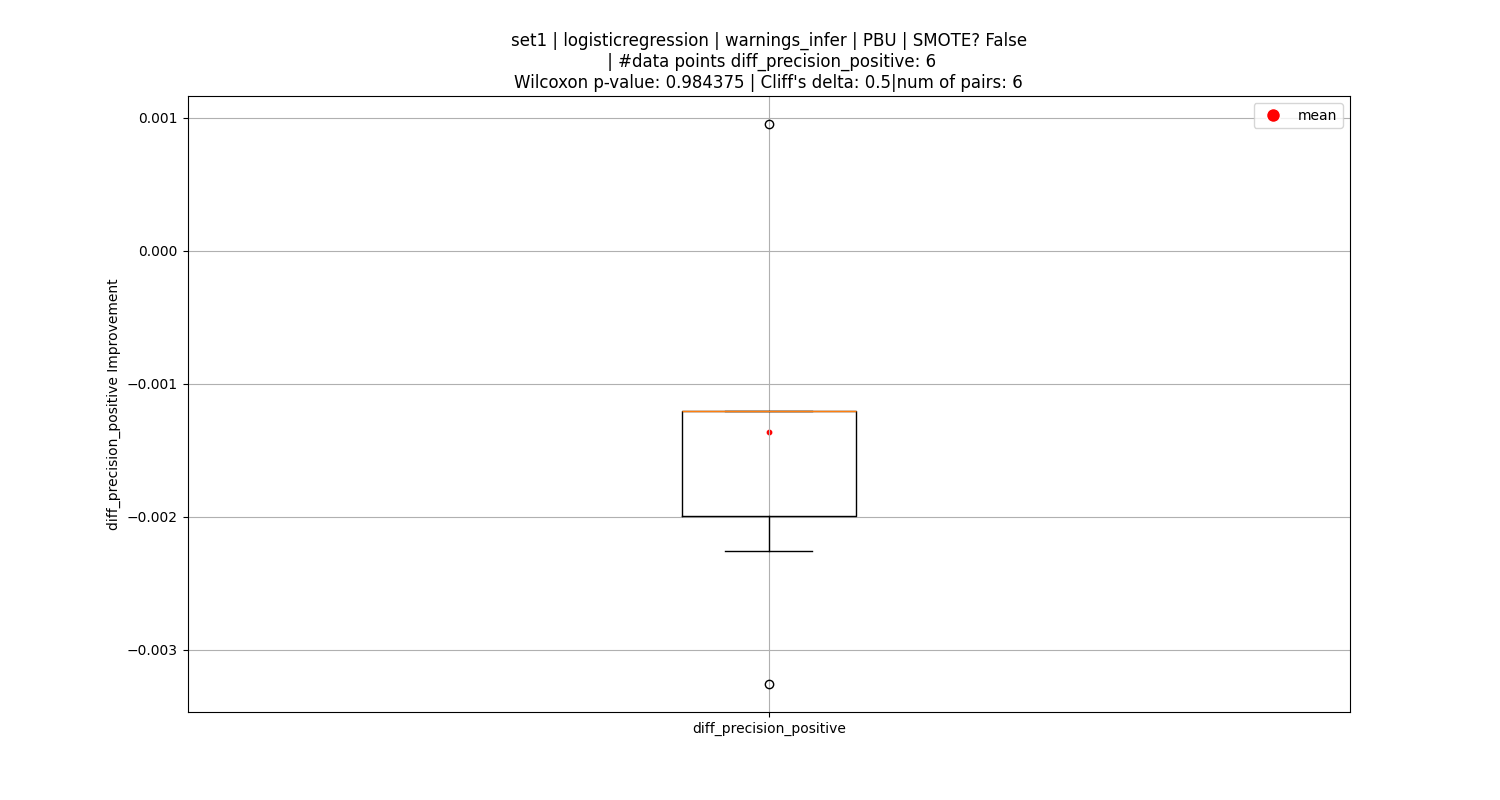 set1 | logisticregression | warnings_infer | PBU | SMOTE? False
| #data points diff_precision_positive: 6
Wilcoxon p-value: 0.984375 | Cliff's delta: 0.5|num of pairs: 6
mean
0.001
0.000
−0.001
−0.002
−0.003
diff_precision_positive Improvement
diff_precision_positive